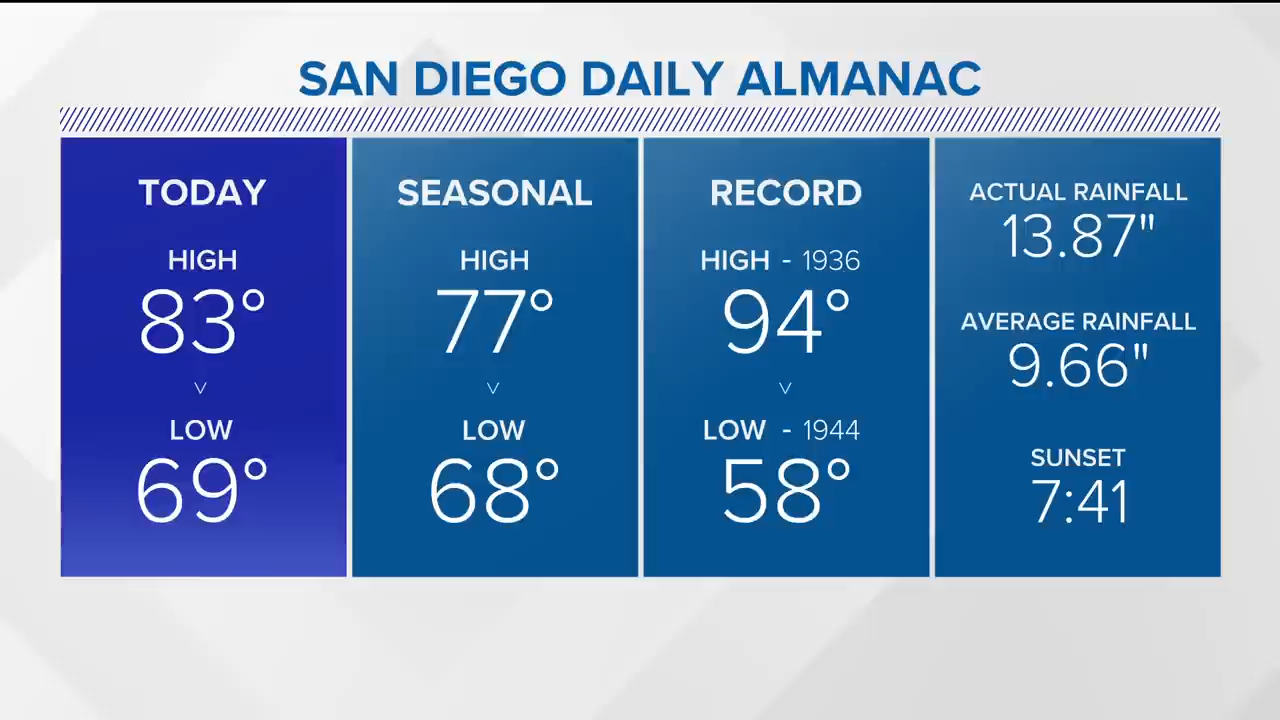 SAN DIEGO DAILY ALMANAC
TODAY
HIGH
83°
LOW
69°
SEASONAL
HIGH
77°
LOW
68°
RECORD
HIGH - 1936
94°
LOW - 1944
58°
ACTUAL RAINFALL
13.87"
AVERAGE RAINFALL
9.66"
SUNSET
7:41